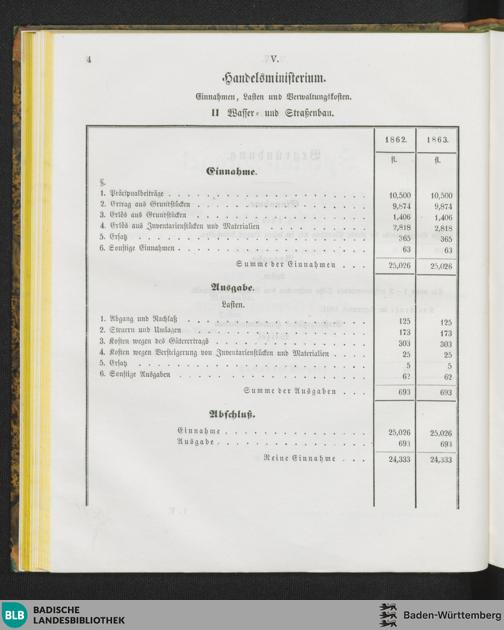 4
V.
Handelsministerium.
Einnahmen, Lasten und Verwaltungskosten.
II Wasser- und Straßenbau.
1862. 1863.
fl. fl.
Einnahme.
§.
1. Präcipualbeiträge . . . 10,500 10,500
2. Ertrag aus Grundstücken . . . 9,874 9,874
3. Erlös aus Grundstücken . . . 1,406 1,406
4. Erlös aus Inventarienstücken und Materialien . . . 2,818 2,818
5. Ersatz . . . 365 365
6. Sonstige Einnahmen . . . 63 63
Summe der Einnahmen . . . 25,026 25,026
Ausgabe.
Lasten.
1. Abgang und Nachlaß . . . 125 125
2. Steuern und Umlagen . . . 173 173
3. Kosten wegen des Güterertrags . . . 303 303
4. Kosten wegen Versteigerung von Inventarienstücken und Materialien . . . 25 25
5. Ersatz . . . 5 5
6. Sonstige Ausgaben . . . 62 62
Summe der Ausgaben . . . 693 693
Abschluß.
Einnahme . . . 25,026 25,026
Ausgabe . . . 693 693
Reine Einnahme . . . 24,333 24,333
BLB BADISCHE
LANDESBIBLIOTHEK
Baden-Württemberg